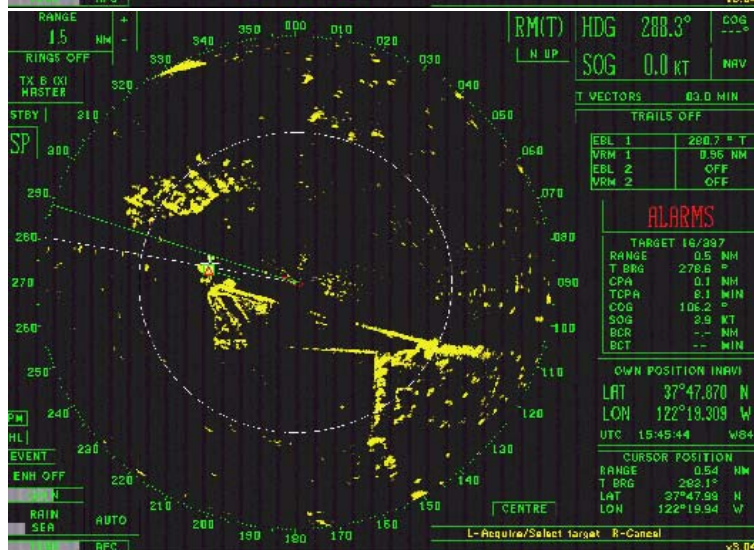 v3.04
RANGE
1.5 NM
+
-
RINGS OFF
TX B (X)
MASTER
STBY
SP
000
010
020
030
040
050
060
070
080
090
100
110
120
130
140
150
160
170
180
190
200
210
220
230
240
250
260
270
280
290
300
310
320
330
340
RM(T)
N UP
HDG 288.3°
SOG 0.0 KT
COG
---°
NAV
T VECTORS 03.0 MIN
TRAILS OFF
EBL 1 280.7 ° T
VRM 1 0.95 NM
EBL 2 OFF
VRM 2 OFF
ALARMS
TARGET 16/397
RANGE 0.5 NM
T BRG 278.6 °
CPA 0.1 NM
TCPA 8.1 MIN
COG 106.2 °
SOG 3.9 KT
BCR -.- NM
BCT -- MIN
OWN POSITION (NAV)
LAT 37°47.870 N
LON 122°19.309 W
UTC 15:45:44 W84
CURSOR POSITION
RANGE 0.54 NM
T BRG 283.1°
LAT 37°47.99 N
LON 122°19.94 W
PM
HL
EVENT
ENH OFF
GAIN
RAIN
SEA
AUTO
AFC
CENTRE
L-Acquire/Select target R-Cancel
v3.04